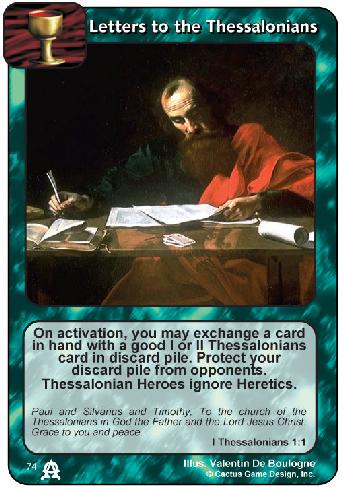 Letters to the Thessalonians
On activation, you may exchange a card
in hand with a good I or II Thessalonians
card in discard pile. Protect your
discard pile from opponents.
Thessalonian Heroes ignore Heretics.
Paul and Silvanus and Timothy, To the church of the
Thessalonians in God the Father and the Lord Jesus Christ:
Grace to you and peace.
I Thessalonians 1:1
74
Illus. Valentin De Boulogne
© Cactus Game Design, Inc.